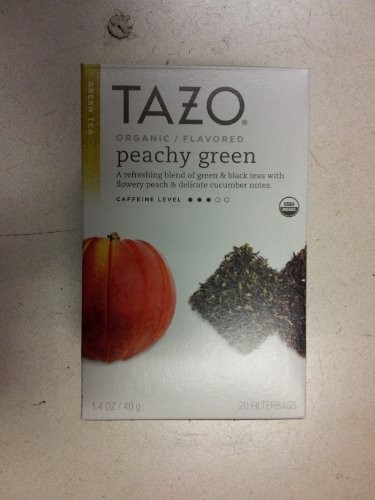 GREEN TEA
TAZO®
ORGANIC / FLAVORED
peachy green
A refreshing blend of green & black teas with
flowery peach & delicate cucumber notes.
CAFFEINE LEVEL
USDA
ORGANIC
1.4 OZ / 40 g
20 FILTERBAGS